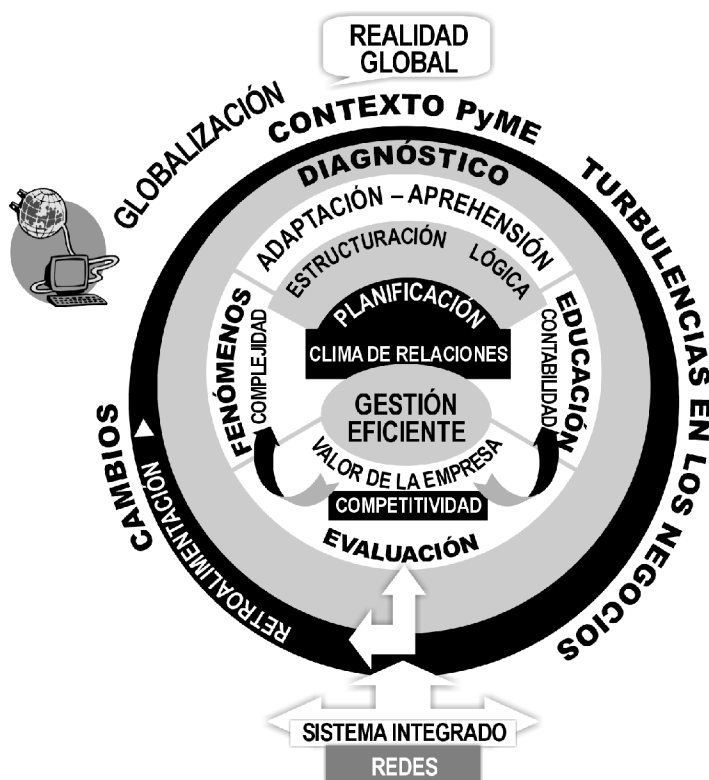 REALIDAD
GLOBAL
GLOBALIZACIÓN
CONTEXTO PyME
TURBULENCIAS EN LOS NEGOCIOS
DIAGNÓSTICO
ADAPTACIÓN – APREHENSIÓN
ESTRUCTURACIÓN LÓGICA
PLANIFICACIÓN
CLIMA DE RELACIONES
FENÓMENOS
COMPLEJIDAD
EDUCACIÓN
CONTABILIDAD
GESTIÓN
EFICIENTE
VALOR DE LA EMPRESA
COMPETITIVIDAD
EVALUACIÓN
CAMBIOS
RETROALIMENTACIÓN
SISTEMA INTEGRADO
REDES